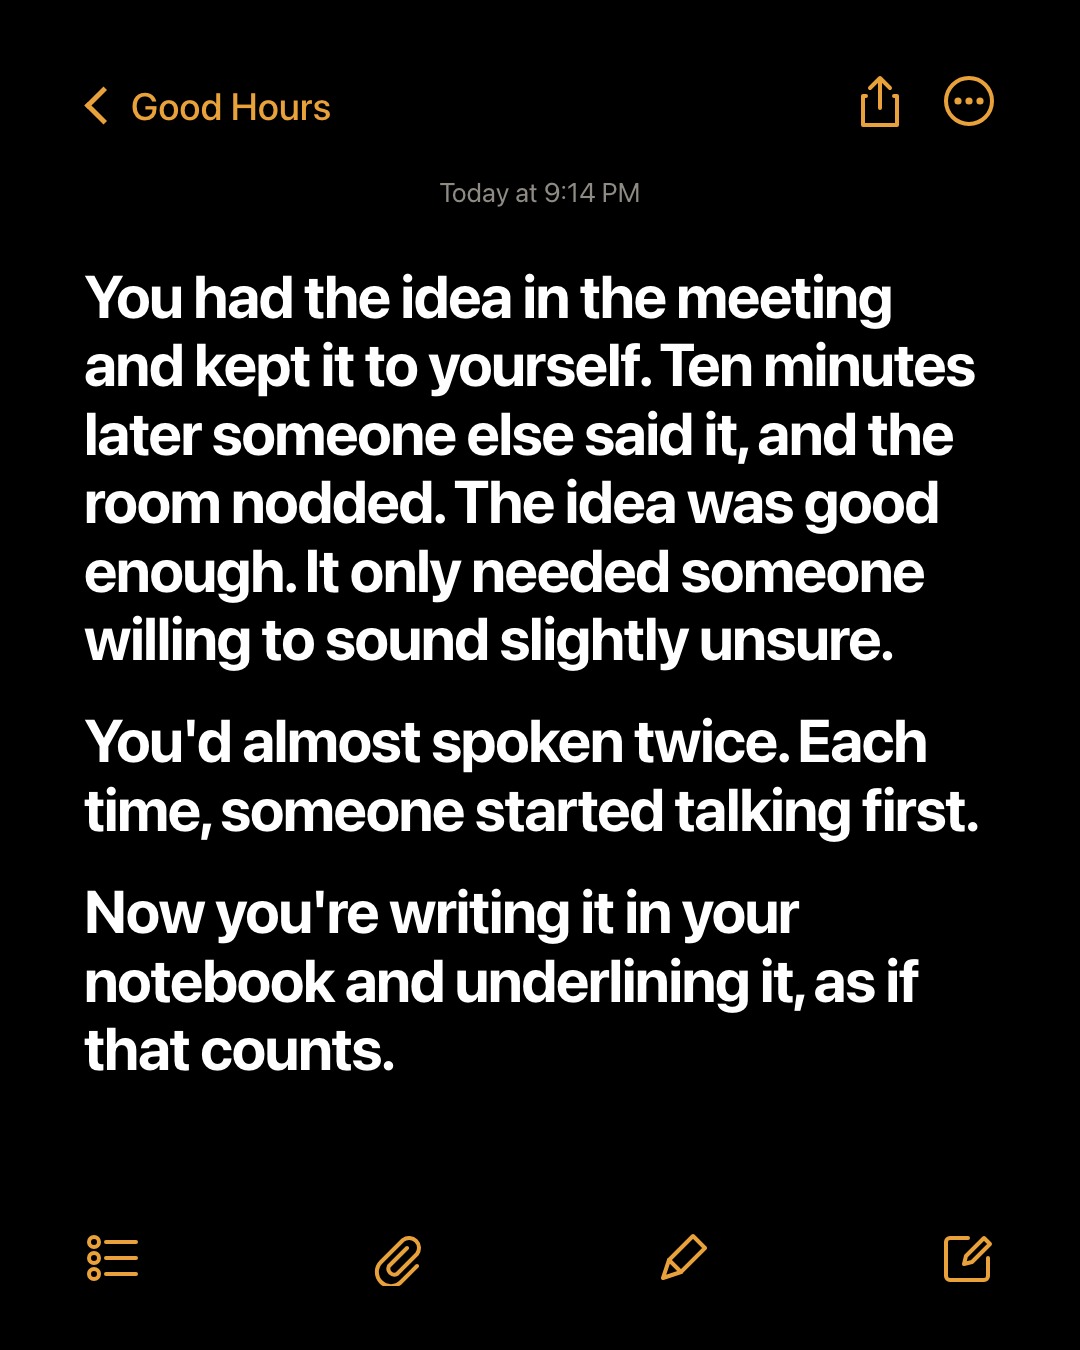 Good Hours
Today at 9:14 PM
You had the idea in the meeting
and kept it to yourself. Ten minutes
later someone else said it, and the
room nodded. The idea was good
enough. It only needed someone
willing to sound slightly unsure.
You'd almost spoken twice. Each
time, someone started talking first.
Now you're writing it in your
notebook and underlining it, as if
that counts.